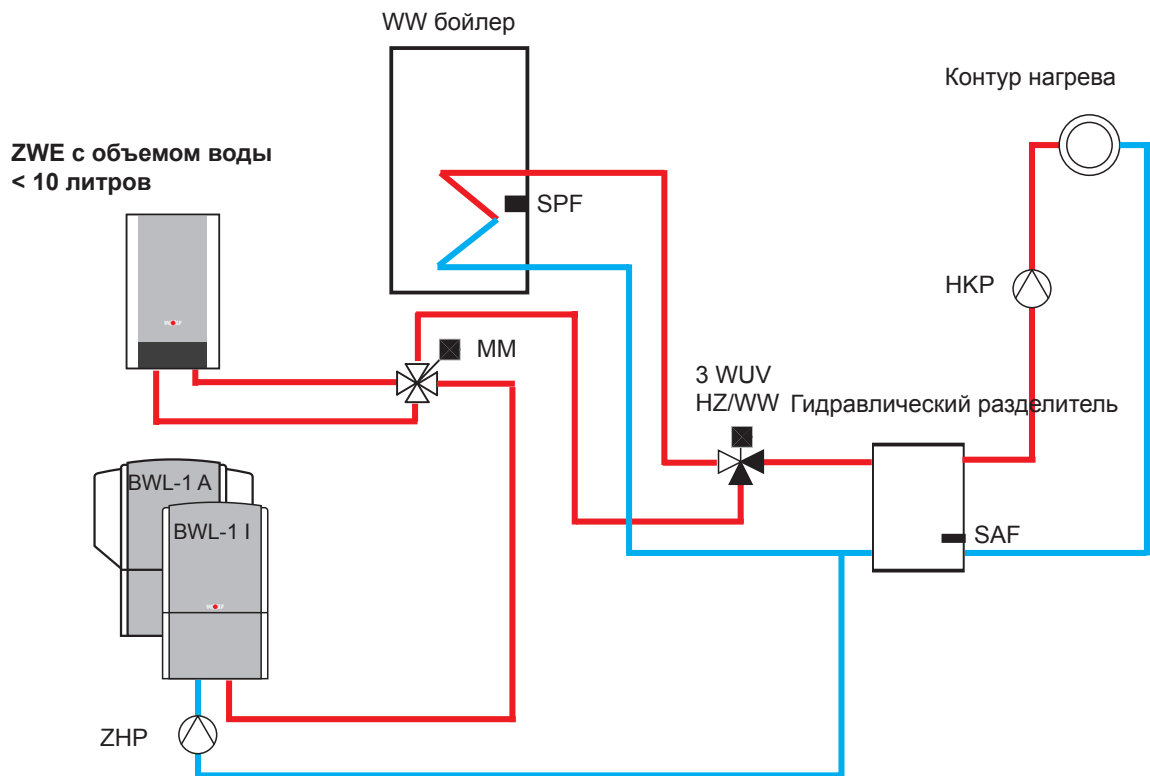 WW бойлер
Контур нагрева
ZWE с объемом воды
< 10 литров
SPF
HKP
MM
3 WUV
HZ/WW
Гидравлический разделитель
BWL-1 A
BWL-1 I
SAF
ZHP